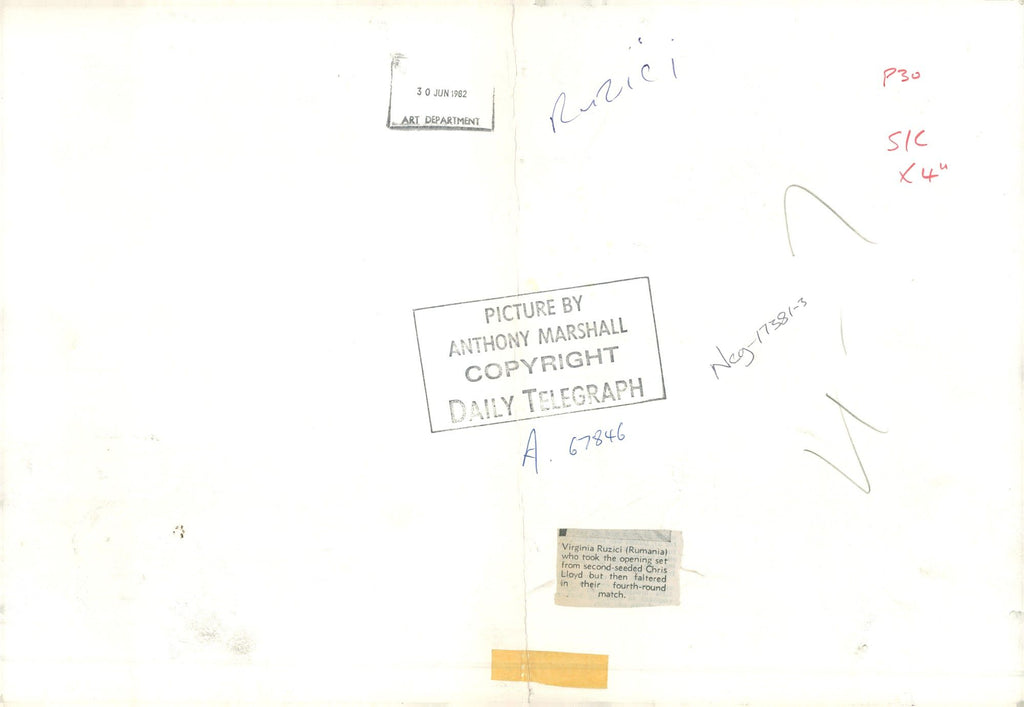 30 JUN 1982
ART DEPARTMENT
Ruzici
P30
S/C
X 4"
PICTURE BY
ANTHONY MARSHALL
COPYRIGHT
DAILY TELEGRAPH
Neg-17381-3
A. 67846
Virginia Ruzici (Rumania)
who took the opening set
from second-seeded Chris
Lloyd but then faltered
in their fourth-round
match.